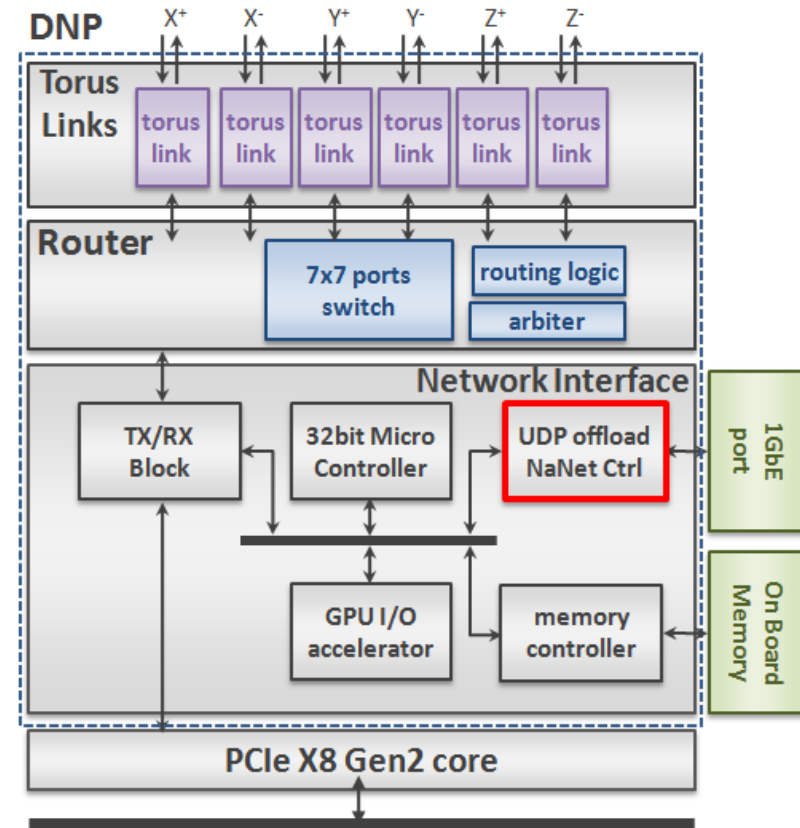 DNP
X+ X- Y+ Y- Z+ Z-
Torus
Links
torus
link
torus
link
torus
link
torus
link
torus
link
torus
link
Router
7x7 ports
switch
routing logic
arbiter
Network Interface
TX/RX
Block
32bit Micro
Controller
UDP offload
NaNet Ctrl
1GbE
port
GPU I/O
accelerator
memory
controller
On Board
Memory
PCIe X8 Gen2 core